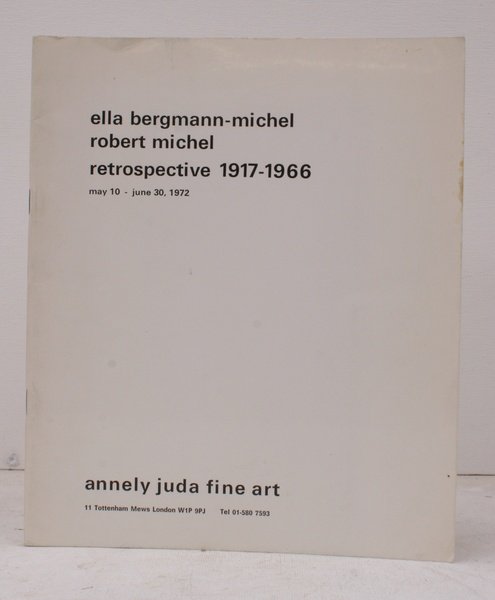 ella bergmann-michel
robert michel
retrospective 1917-1966
may 10 - june 30, 1972
annely juda fine art
11 Tottenham Mews London W1P 9PJ Tel 01-580 7593